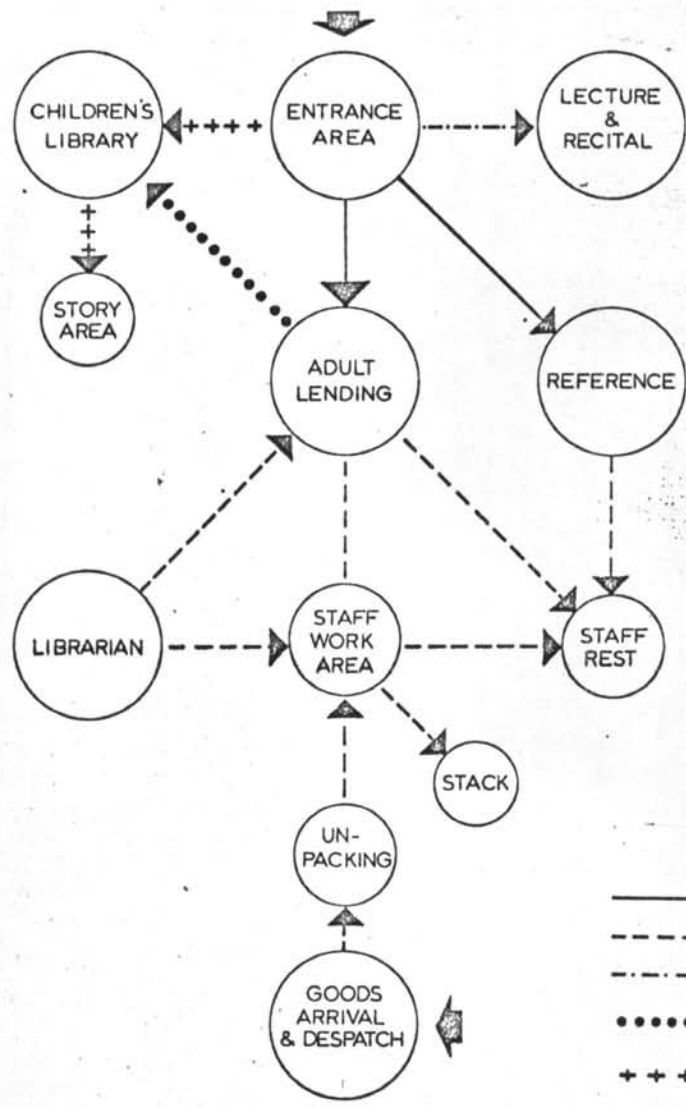 CHILDREN'S
LIBRARY
ENTRANCE
AREA
LECTURE
&
RECITAL
STORY
AREA
ADULT
LENDING
REFERENCE
LIBRARIAN
STAFF
WORK
AREA
STAFF
REST
STACK
UN-
PACKING
GOODS
ARRIVAL
& DESPATCH